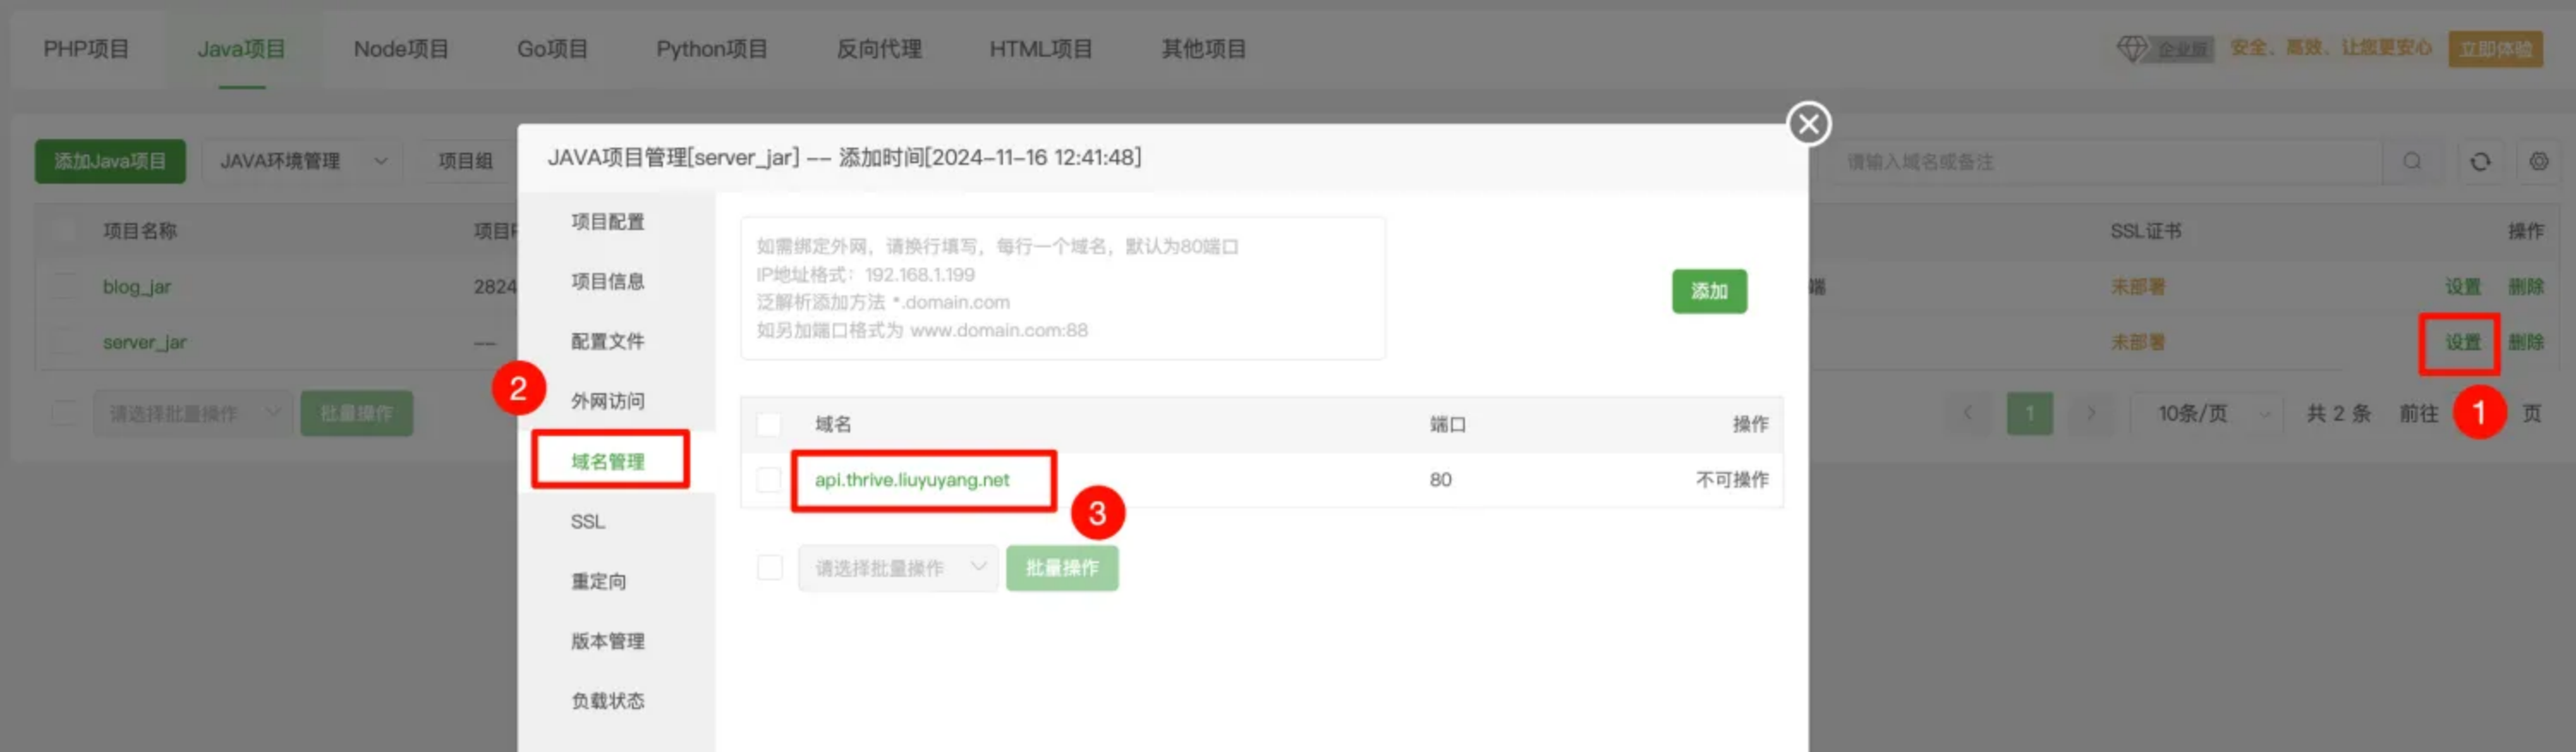 PHP项目 Java项目 Node项目 Go项目 Python项目 反向代理 HTML项目 其他项目 企业版 安全、高效、让您更安心 立即体验
添加Java项目 JAVA环境管理 项目组 请输入域名或备注
项目名称 项目 SSL证书 操作
blog_jar 2824 端 未部署 设置 删除
server_jar -- 未部署 设置 删除
请选择批量操作 批量操作 1 10条/页 共 2 条 前往 1 页
JAVA项目管理[server_jar] -- 添加时间[2024-11-16 12:41:48]
项目配置
项目信息
配置文件
2
外网访问
域名管理
SSL
重定向
版本管理
负载状态
如需绑定外网，请换行填写，每行一个域名，默认为80端口
IP地址格式：192.168.1.199
泛解析添加方法 *.domain.com
如另加端口格式为 www.domain.com:88
添加
域名 端口 操作
api.thrive.liuyuyang.net 80 不可操作
3
请选择批量操作 批量操作